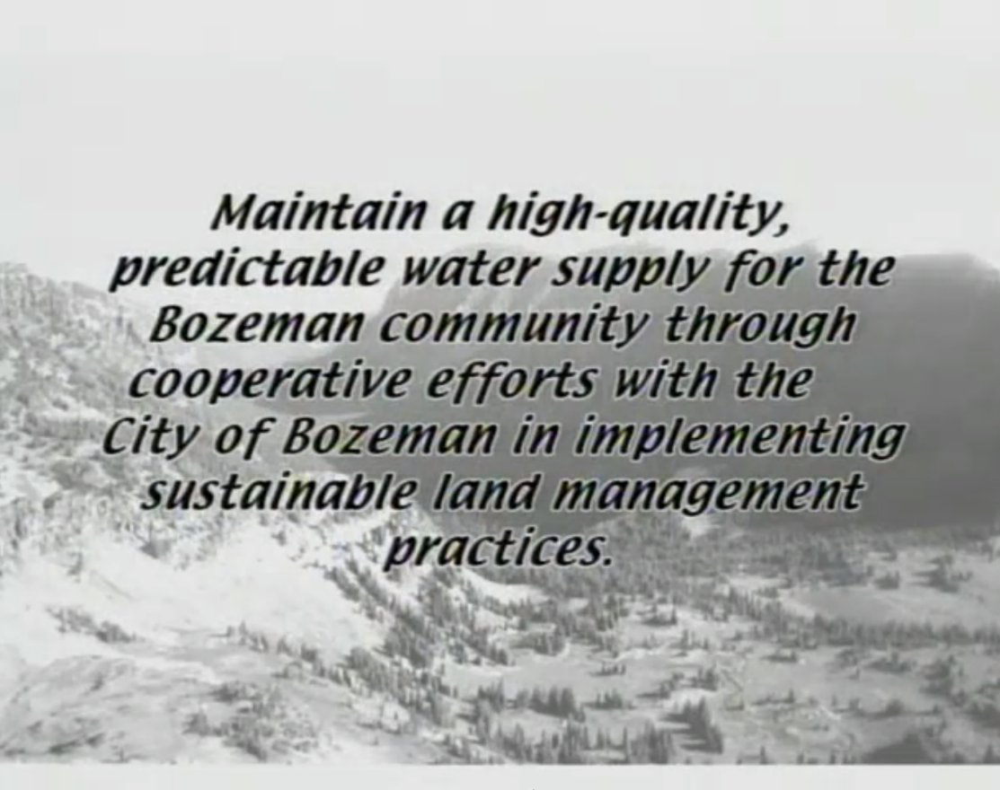 Maintain a high-quality,
predictable water supply for the
Bozeman community through
cooperative efforts with the
City of Bozeman in implementing
sustainable land management
practices.